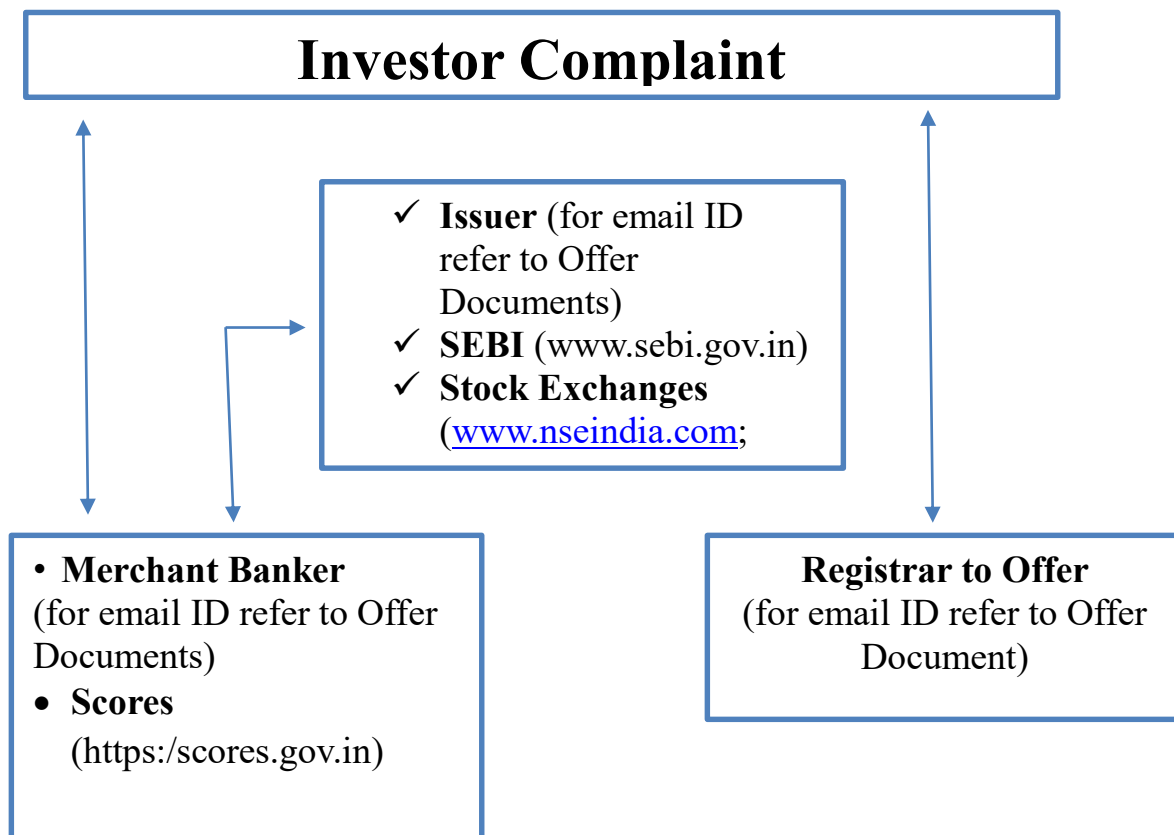 Investor Complaint
✓ Issuer (for email ID
refer to Offer
Documents)
✓ SEBI (www.sebi.gov.in)
✓ Stock Exchanges
(www.nseindia.com;
• Merchant Banker
(for email ID refer to Offer
Documents)
• Scores
(https:/scores.gov.in)
Registrar to Offer
(for email ID refer to Offer
Document)